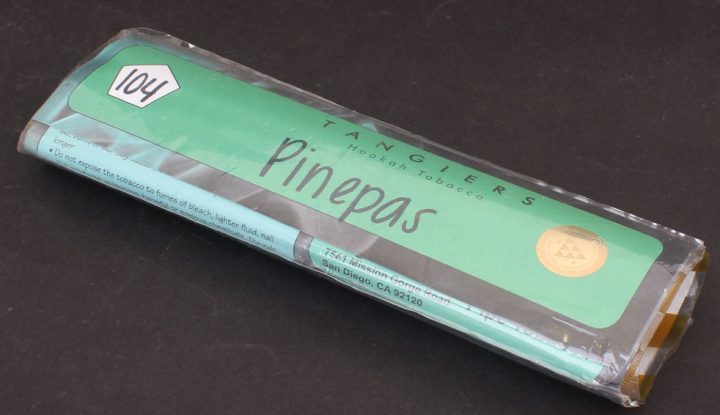 104
TANGIERS
Hookah Tobacco
Pinepas
longer
• Do not expose the tobacco to fumes of bleach, lighter fluid, nail
7561 Mission Gorge Road
San Diego, CA 92120